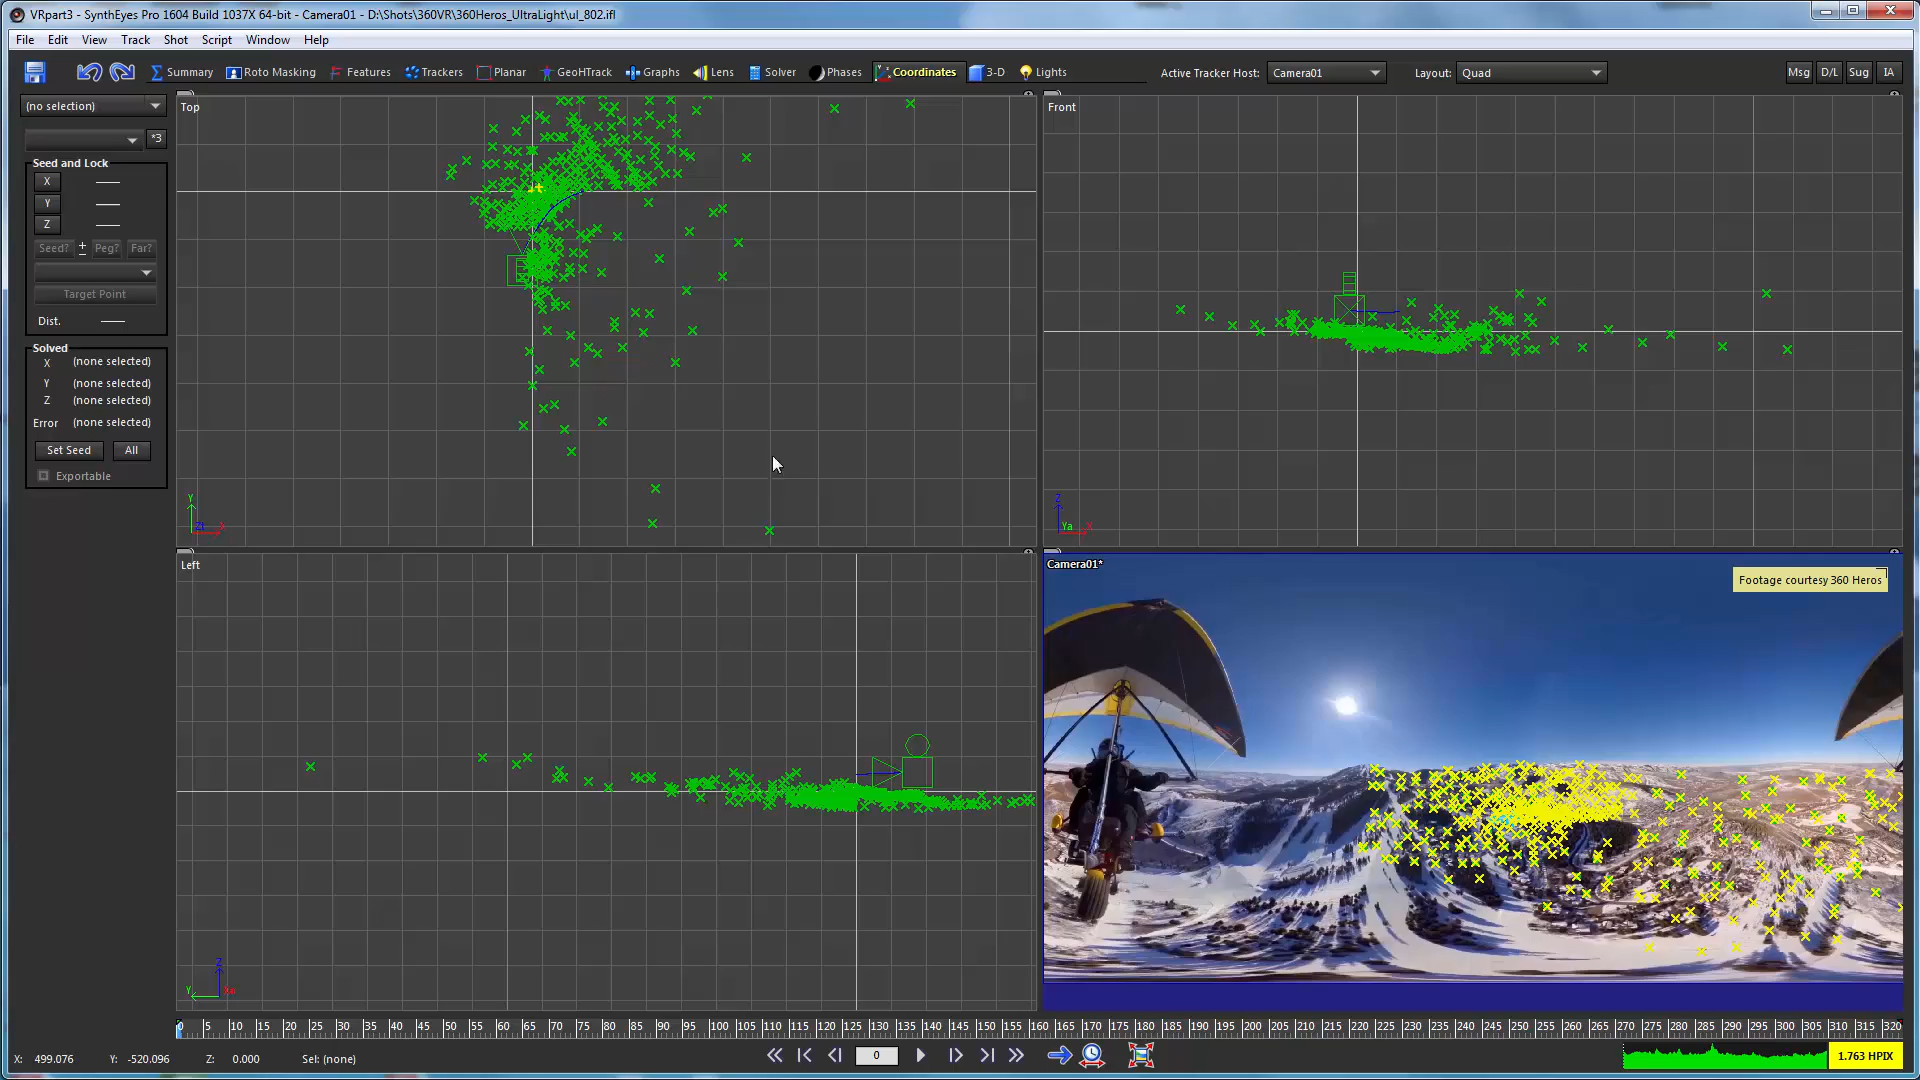 VRpart3 - SynthEyes Pro 1604 Build 1037X 64-bit - Camera01 - D:\Shots\360VR\360Heros_UltraLight\ul_802.ifl
File Edit View Track Shot Script Window Help
Summary Roto Masking Features Trackers Planar GeoHTrack Graphs Lens Solver Phases Coordinates 3-D Lights Active Tracker Host: Camera01 Layout: Quad Msg D/L Sug IA
(no selection)
*3
Seed and Lock
X
Y
Z
Seed? ± Peg? Far?
Target Point
Dist.
Solved
X (none selected)
Y (none selected)
Z (none selected)
Error (none selected)
Set Seed All
Exportable
Top
Y
X
Front
Z
Ya X
Left
Z
Y
Camera01*
Footage courtesy 360 Heros
0 5 10 15 20 25 30 35 40 45 50 55 60 65 70 75 80 85 90 95 100 105 110 115 120 125 130 135 140 145 150 155 160 165 170 175 180 185 190 195 200 205 210 215 220 225 230 235 240 245 250 255 260 265 270 275 280 285 290 295 300 305 310 315 320
X: 499.076 Y: -520.096 Z: 0.000 Sel: (none)
0
1.763 HPIX